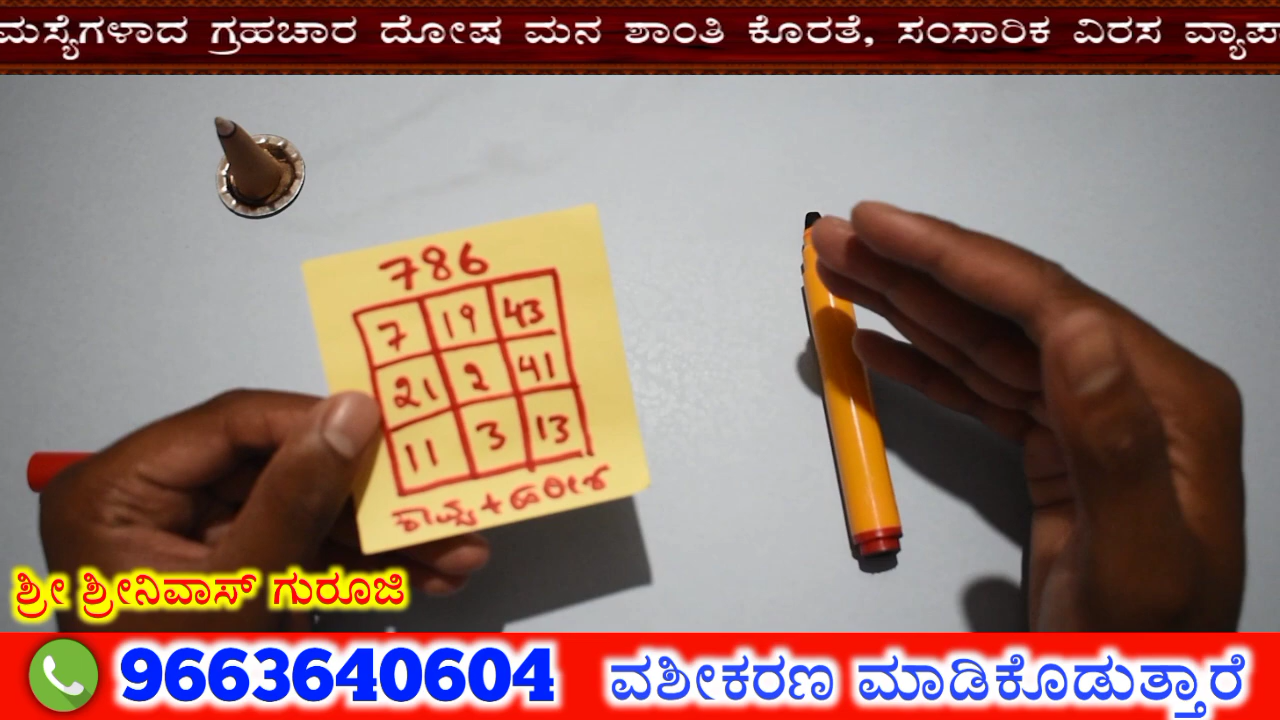 ಮಸ್ಯೆಗಳಾದ ಗ್ರಹಚಾರ ದೋಷ ಮನ ಶಾಂತಿ ಕೊರತೆ, ಸಂಸಾರಿಕ ವಿರಸ ವ್ಯಾಪಾ
786
7 19 43
21 2 41
11 3 13
ಕಾವ್ಯ + ಹರೀಶ
ಶ್ರೀ ಶ್ರೀನಿವಾಸ್ ಗುರೂಜಿ
9663640604 ವಶೀಕರಣ ಮಾಡಿಕೊಡುತ್ತಾರೆ